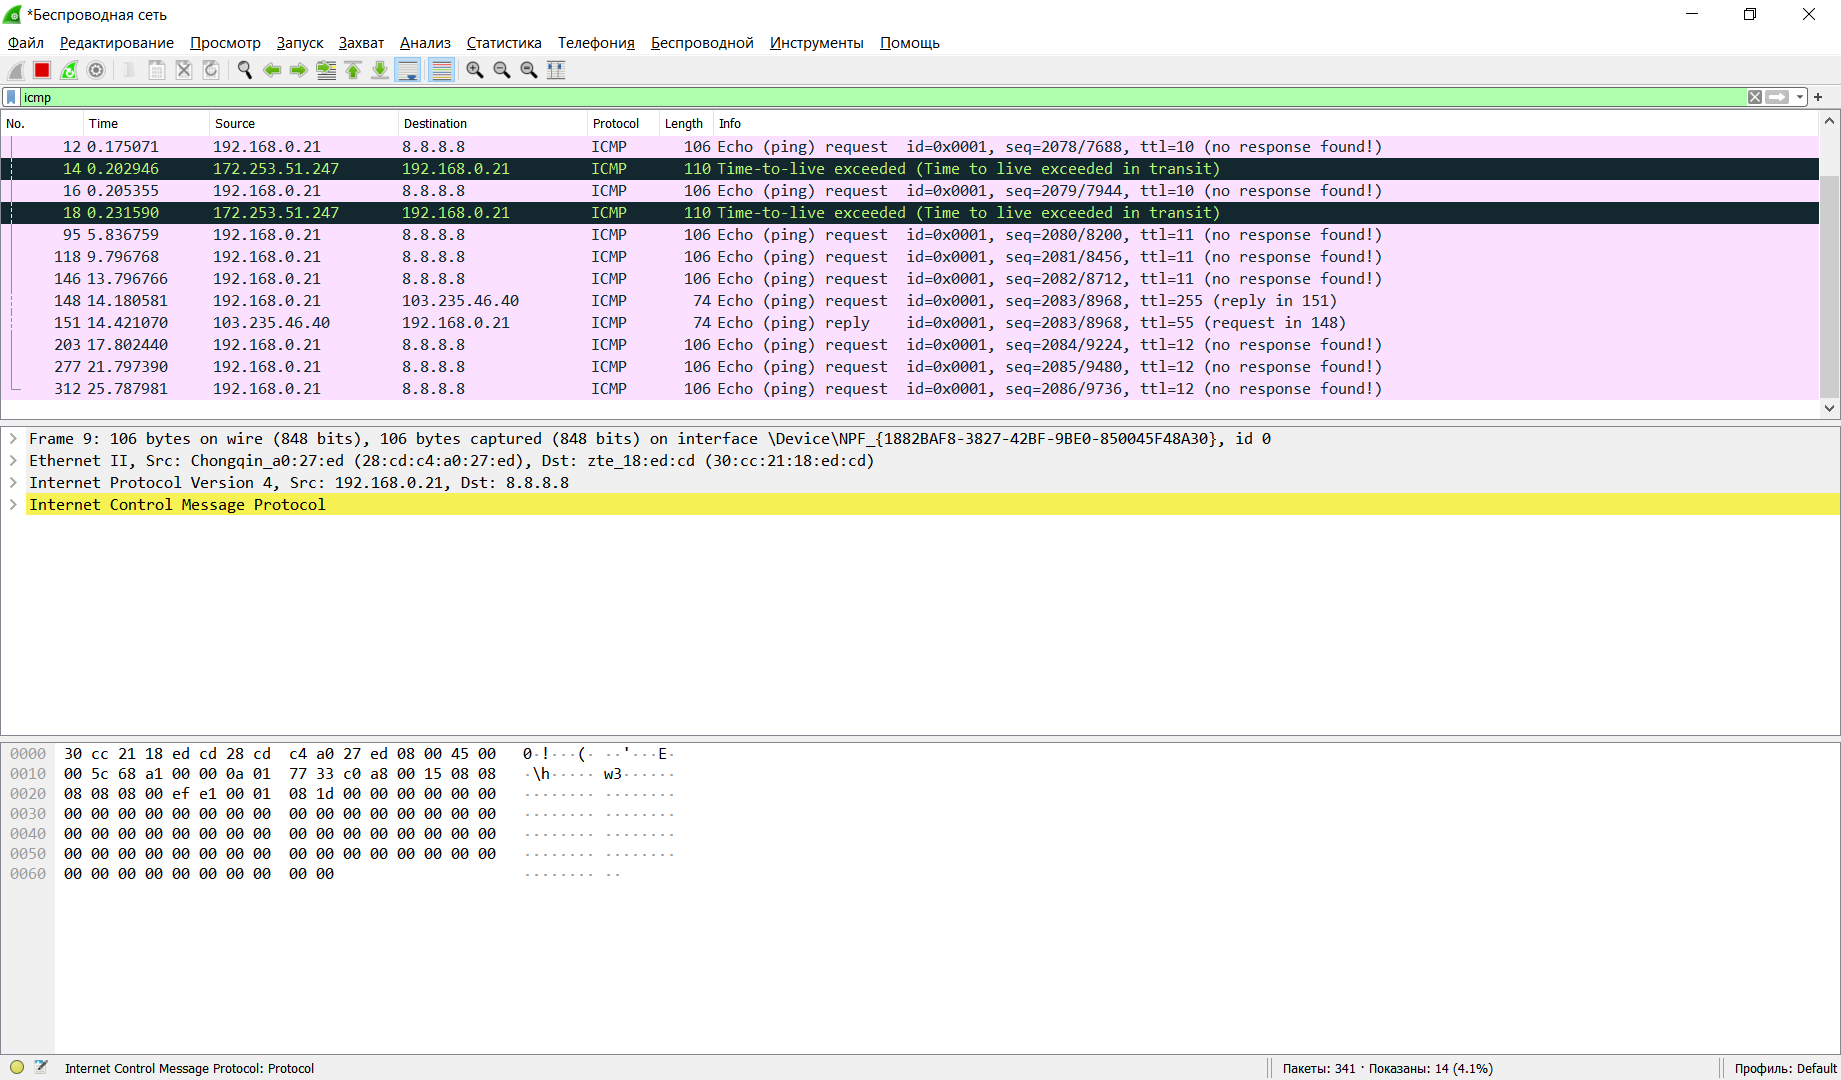 *Беспроводная сеть
Файл Редактирование Просмотр Запуск Захват Анализ Статистика Телефония Беспроводной Инструменты Помощь
icmp
No. Time Source Destination Protocol Length Info
12 0.175071 192.168.0.21 8.8.8.8 ICMP 106 Echo (ping) request id=0x0001, seq=2078/7688, ttl=10 (no response found!)
14 0.202946 172.253.51.247 192.168.0.21 ICMP 110 Time-to-live exceeded (Time to live exceeded in transit)
16 0.205355 192.168.0.21 8.8.8.8 ICMP 106 Echo (ping) request id=0x0001, seq=2079/7944, ttl=10 (no response found!)
18 0.231590 172.253.51.247 192.168.0.21 ICMP 110 Time-to-live exceeded (Time to live exceeded in transit)
95 5.836759 192.168.0.21 8.8.8.8 ICMP 106 Echo (ping) request id=0x0001, seq=2080/8200, ttl=11 (no response found!)
118 9.796768 192.168.0.21 8.8.8.8 ICMP 106 Echo (ping) request id=0x0001, seq=2081/8456, ttl=11 (no response found!)
146 13.796766 192.168.0.21 8.8.8.8 ICMP 106 Echo (ping) request id=0x0001, seq=2082/8712, ttl=11 (no response found!)
148 14.180581 192.168.0.21 103.235.46.40 ICMP 74 Echo (ping) request id=0x0001, seq=2083/8968, ttl=255 (reply in 151)
151 14.421070 103.235.46.40 192.168.0.21 ICMP 74 Echo (ping) reply id=0x0001, seq=2083/8968, ttl=55 (request in 148)
203 17.802440 192.168.0.21 8.8.8.8 ICMP 106 Echo (ping) request id=0x0001, seq=2084/9224, ttl=12 (no response found!)
277 21.797390 192.168.0.21 8.8.8.8 ICMP 106 Echo (ping) request id=0x0001, seq=2085/9480, ttl=12 (no response found!)
312 25.787981 192.168.0.21 8.8.8.8 ICMP 106 Echo (ping) request id=0x0001, seq=2086/9736, ttl=12 (no response found!)
Frame 9: 106 bytes on wire (848 bits), 106 bytes captured (848 bits) on interface \Device\NPF_{1882BAF8-3827-42BF-9BE0-850045F48A30}, id 0
Ethernet II, Src: Chongqin_a0:27:ed (28:cd:c4:a0:27:ed), Dst: zte_18:ed:cd (30:cc:21:18:ed:cd)
Internet Protocol Version 4, Src: 192.168.0.21, Dst: 8.8.8.8
Internet Control Message Protocol
0000 30 cc 21 18 ed cd 28 cd c4 a0 27 ed 08 00 45 00 0·!···(· ··'···E·
0010 00 5c 68 a1 00 00 0a 01 77 33 c0 a8 00 15 08 08 ·\h····· w3······
0020 08 08 08 00 ef e1 00 01 08 1d 00 00 00 00 00 00 ········ ········
0030 00 00 00 00 00 00 00 00 00 00 00 00 00 00 00 00 ········ ········
0040 00 00 00 00 00 00 00 00 00 00 00 00 00 00 00 00 ········ ········
0050 00 00 00 00 00 00 00 00 00 00 00 00 00 00 00 00 ········ ········
0060 00 00 00 00 00 00 00 00 00 00 ········ ··
Internet Control Message Protocol: Protocol Пакеты: 341 · Показаны: 14 (4.1%) Профиль: Default